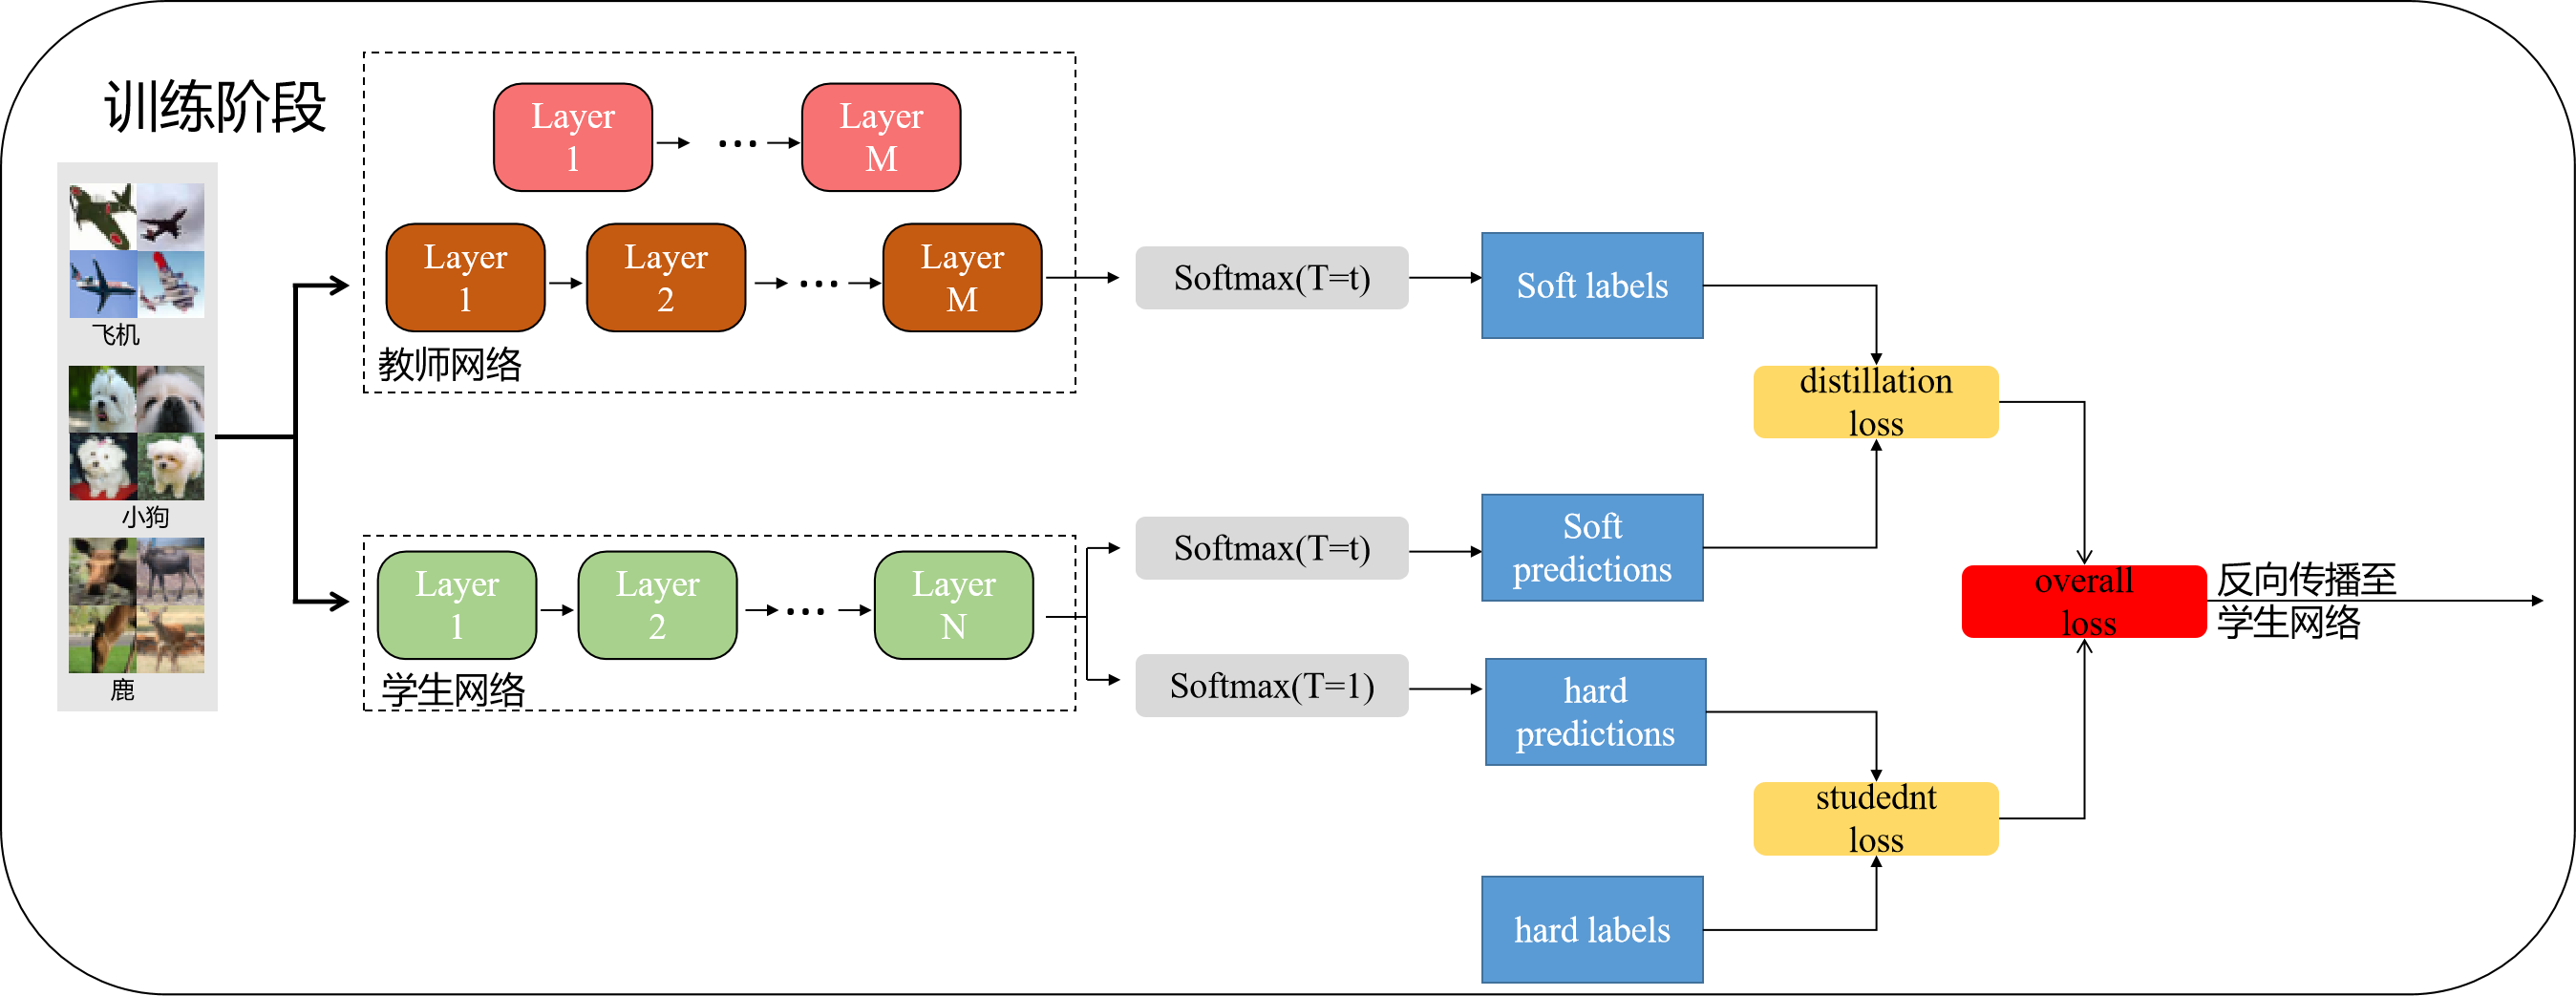 训练阶段
飞机
小狗
鹿
Layer
1
...
Layer
M
Layer
1
Layer
2
...
Layer
M
教师网络
Layer
1
Layer
2
...
Layer
N
学生网络
Softmax(T=t)
Softmax(T=t)
Softmax(T=1)
Soft labels
Soft
predictions
hard
predictions
hard labels
distillation
loss
studednt
loss
overall
loss
反向传播至
学生网络